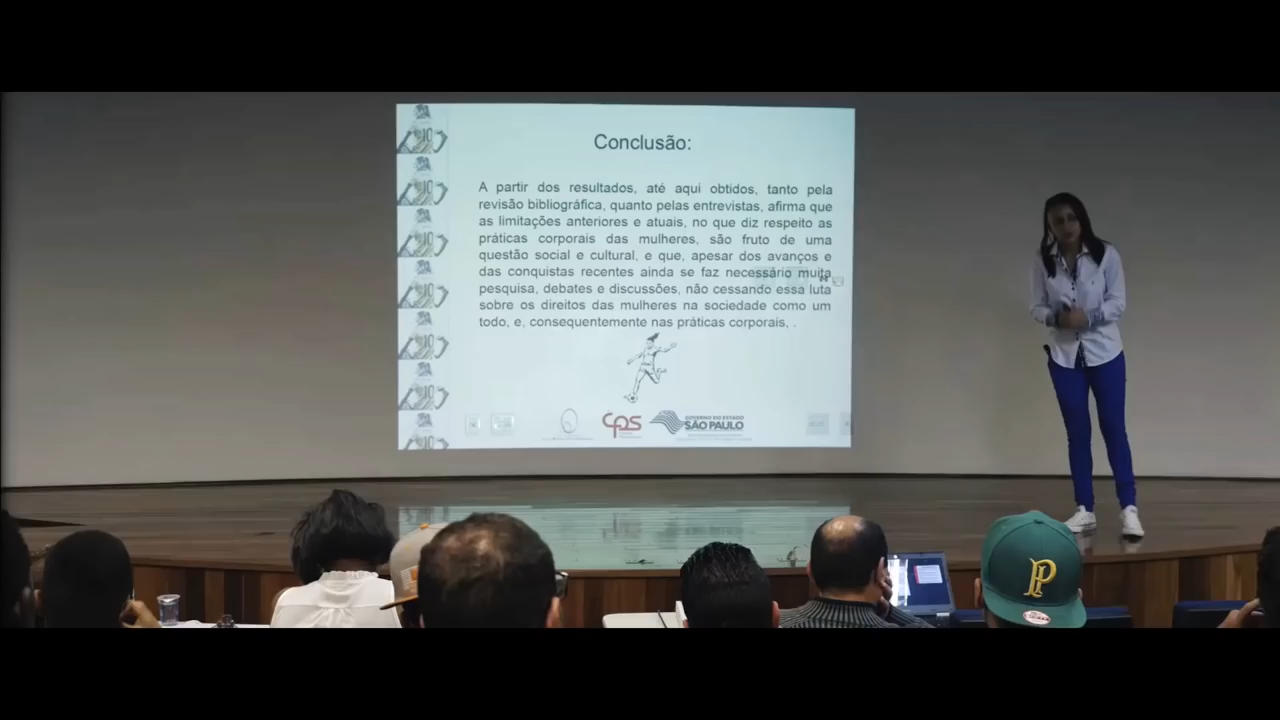 Conclusão:
A partir dos resultados, até aqui obtidos, tanto pela
revisão bibliográfica, quanto pelas entrevistas, afirma que
as limitações anteriores e atuais, no que diz respeito as
práticas corporais das mulheres, são fruto de uma
questão social e cultural, e que, apesar dos avanços e
das conquistas recentes ainda se faz necessário muita
pesquisa, debates e discussões, não cessando essa luta
sobre os direitos das mulheres na sociedade como um
todo, e, consequentemente nas práticas corporais, .
cps
GOVERNO DO ESTADO
SÃO PAULO
P